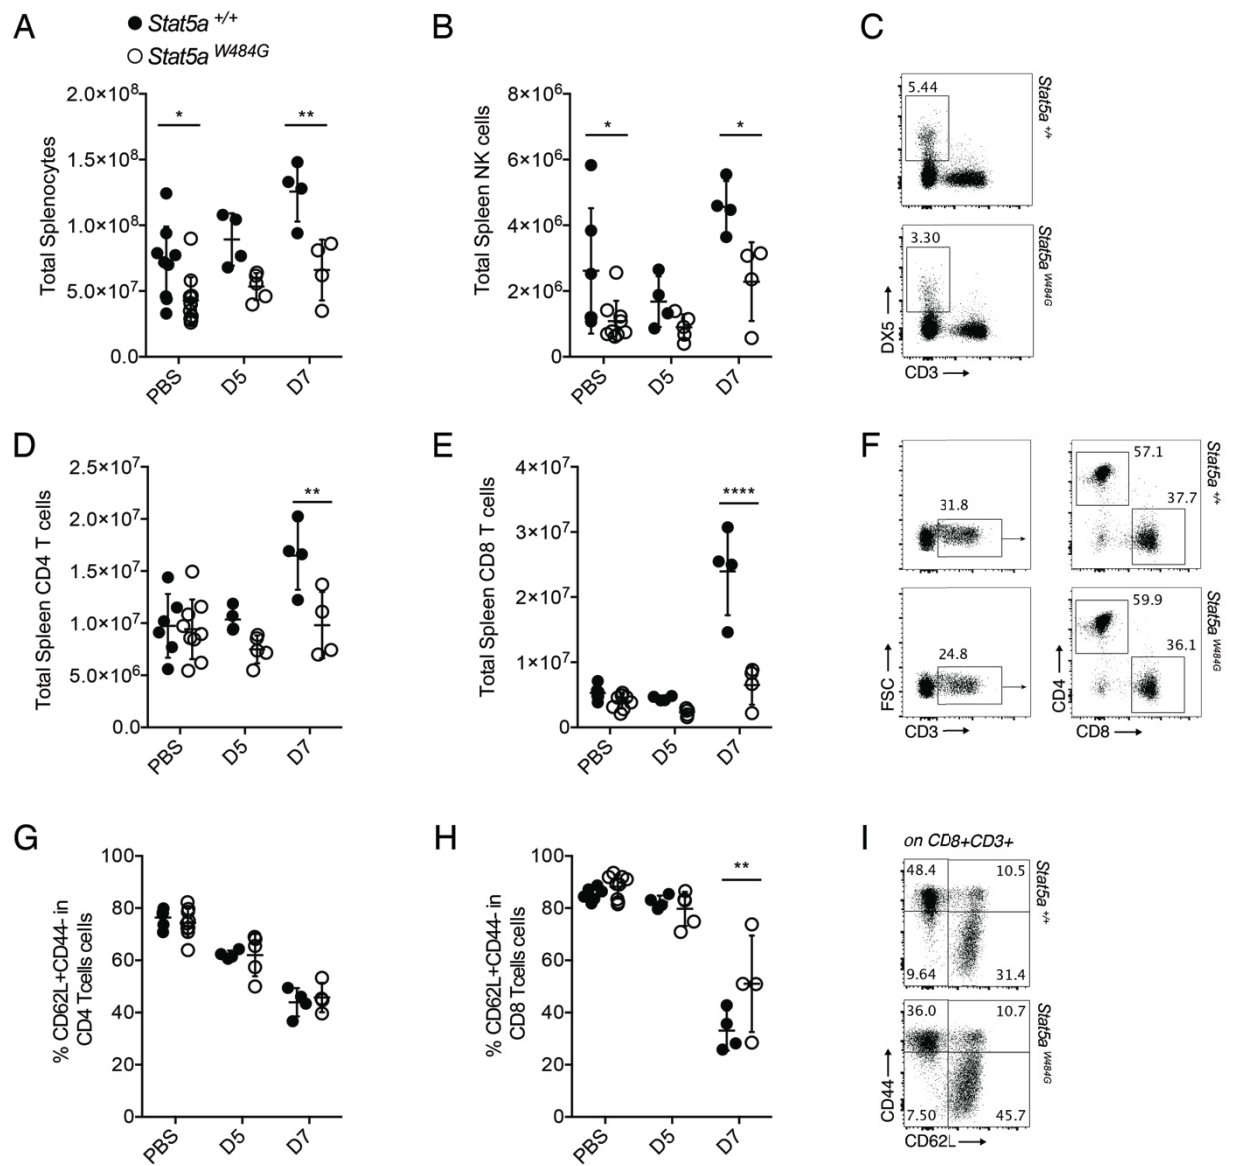 A
● Stat5a +/+
○ Stat5a W484G
Total Splenocytes
2.0×10⁸
1.5×10⁸
1.0×10⁸
5.0×10⁷
0.0
*
**
PBS
D5
D7
B
Total Spleen NK cells
8×10⁶
6×10⁶
4×10⁶
2×10⁶
0
*
*
PBS
D5
D7
C
5.44
Stat5a +/+
3.30
Stat5a W484G
DX5
CD3
D
Total Spleen CD4 T cells
2.5×10⁷
2.0×10⁷
1.5×10⁷
1.0×10⁷
5.0×10⁶
0.0
**
PBS
D5
D7
E
Total Spleen CD8 T cells
4×10⁷
3×10⁷
2×10⁷
1×10⁷
0
****
PBS
D5
D7
F
31.8
57.1
37.7
Stat5a +/+
24.8
59.9
36.1
Stat5a W484G
FSC
CD3
CD4
CD8
G
% CD62L+CD44- in
CD4 Tcells cells
100
80
60
40
20
0
PBS
D5
D7
H
% CD62L+CD44- in
CD8 Tcells cells
100
80
60
40
20
0
**
PBS
D5
D7
I
on CD8+CD3+
48.4
10.5
9.64
31.4
Stat5a +/+
36.0
10.7
7.50
45.7
Stat5a W484G
CD44
CD62L